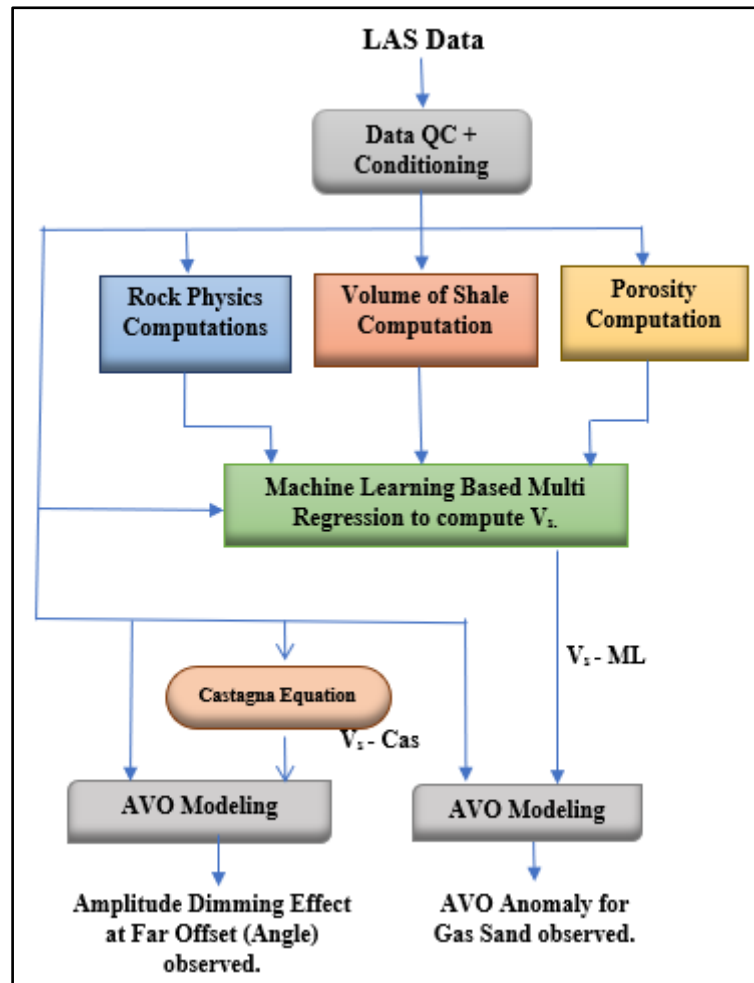 LAS Data
Data QC +
Conditioning
Rock Physics
Computations
Volume of Shale
Computation
Porosity
Computation
Machine Learning Based Multi
Regression to compute Vs.
Vs - ML
Castagna Equation
Vs - Cas
AVO Modeling
AVO Modeling
Amplitude Dimming Effect
at Far Offset (Angle)
observed.
AVO Anomaly for
Gas Sand observed.